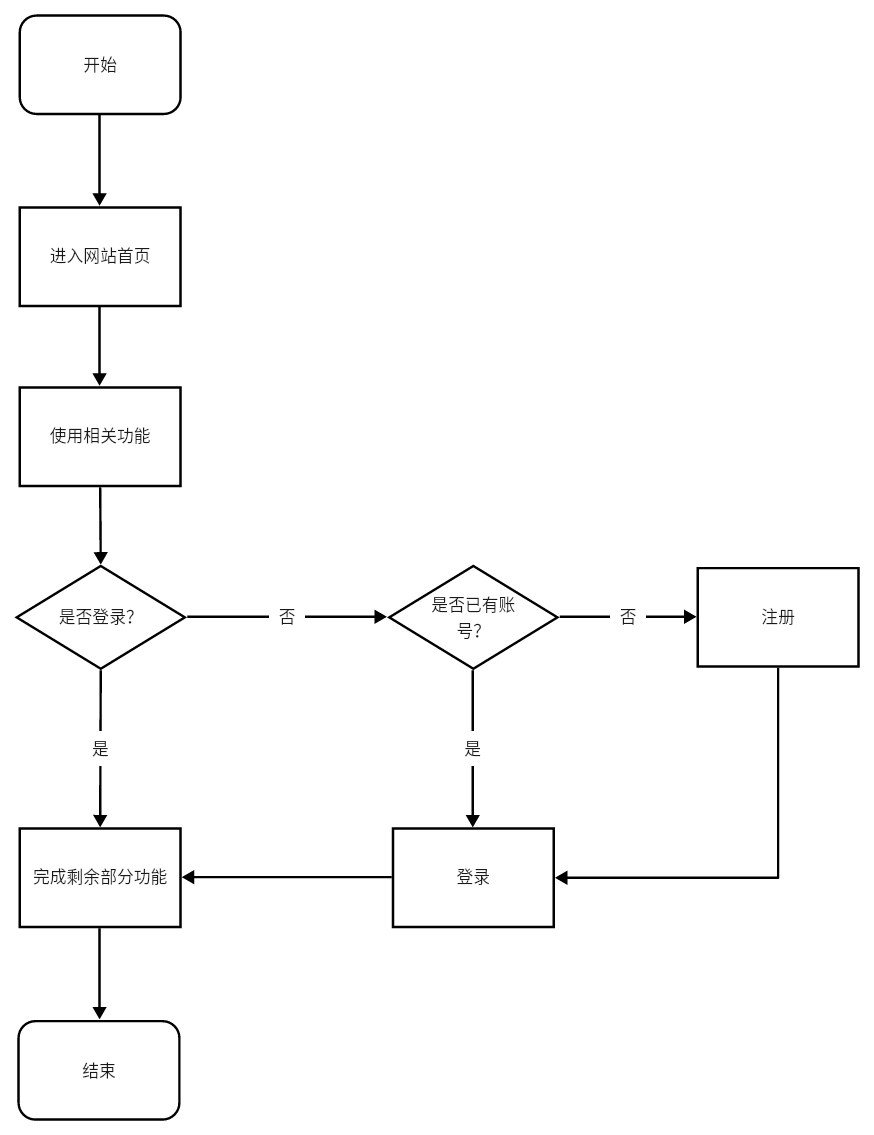 开始
进入网站首页
使用相关功能
是否登录?
否
是否已有账
号?
否
注册
是
是
完成剩余部分功能
登录
结束